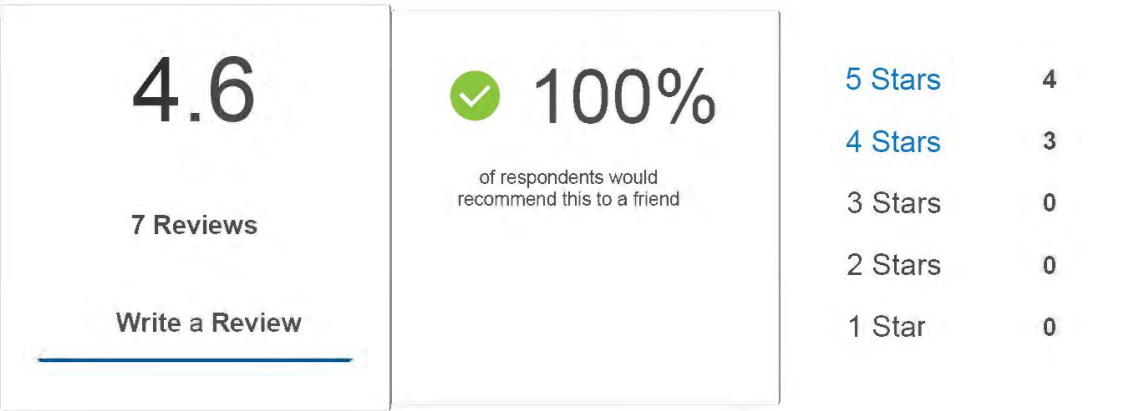 4.6
7 Reviews
Write a Review
100%
of respondents would
recommend this to a friend
5 Stars 4
4 Stars 3
3 Stars 0
2 Stars 0
1 Star 0